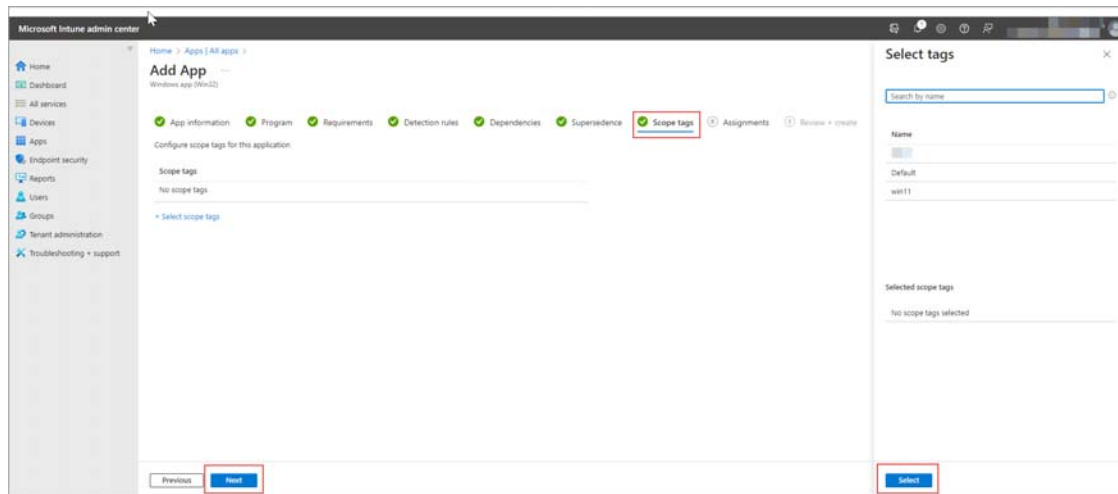 Microsoft Intune admin center
Home > Apps | All apps >
Add App ...
Windows app (Win32)
Home
Dashboard
All services
Devices
Apps
Endpoint security
Reports
Users
Groups
Tenant administration
Troubleshooting + support
App information Program Requirements Detection rules Dependencies Supersedence Scope tags 8 Assignments 9 Review + create
Configure scope tags for this application
Scope tags
No scope tags
+ Select scope tags
Previous Next
Select tags
Search by name
Name
Default
win11
Selected scope tags
No scope tags selected
Select